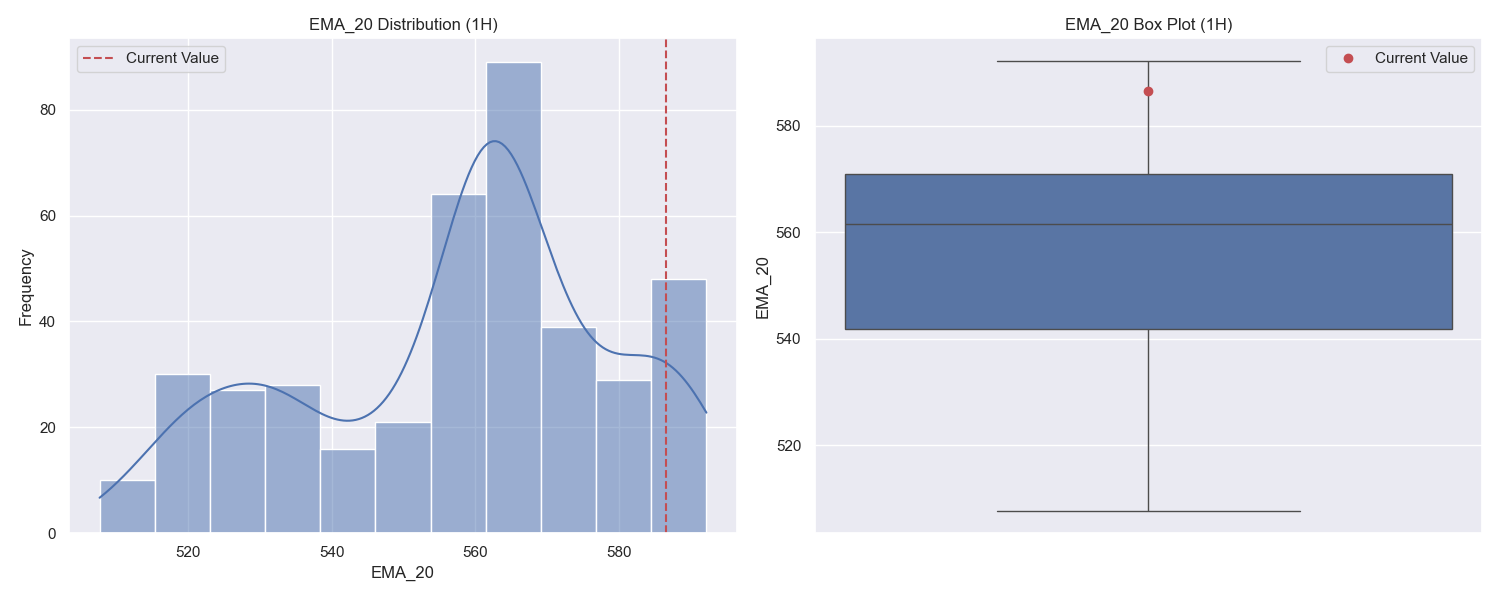 EMA_20 Distribution (1H)
Current Value
Frequency
80
60
40
20
0
520
540
560
580
EMA_20
EMA_20 Box Plot (1H)
Current Value
EMA_20
580
560
540
520